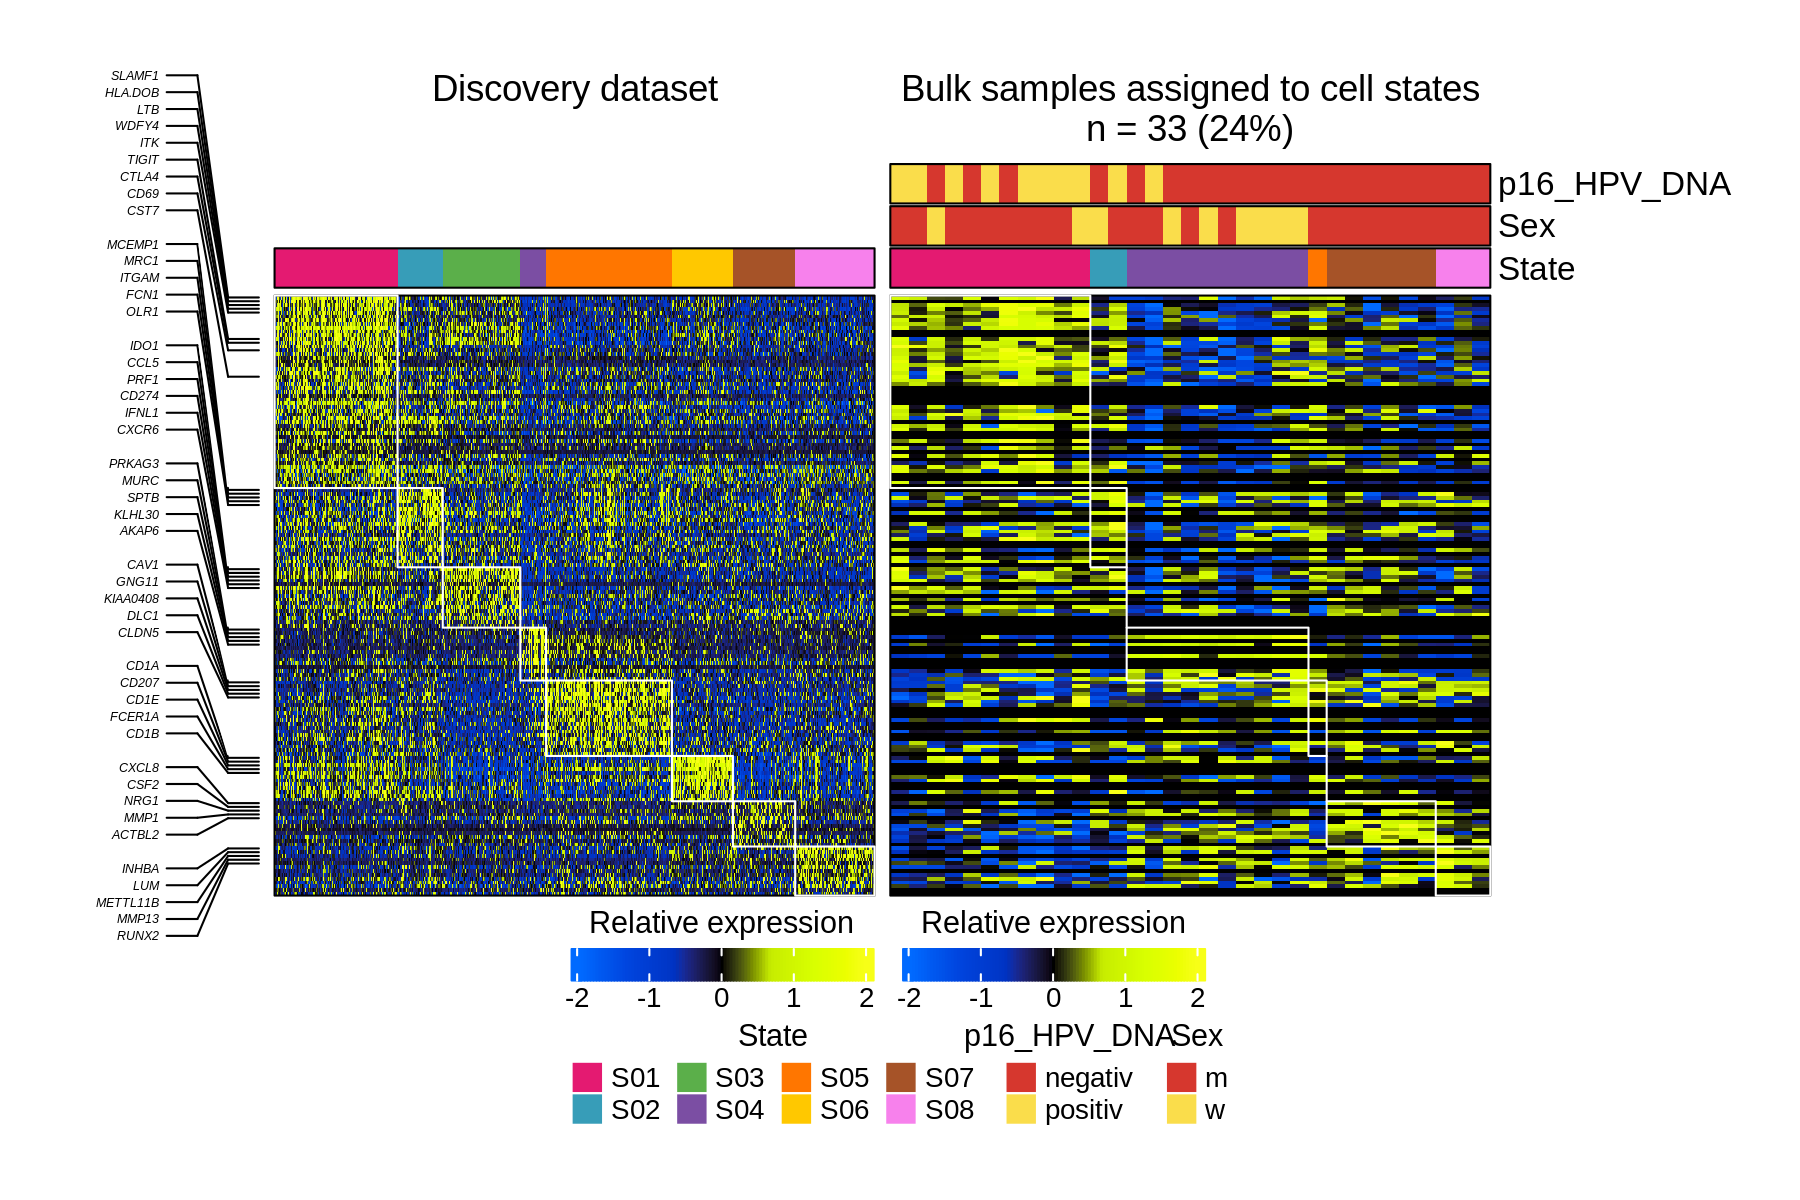 Discovery dataset
Bulk samples assigned to cell states
n = 33 (24%)
p16_HPV_DNA
Sex
State
SLAMF1
HLA.DOB
LTB
WDFY4
ITK
TIGIT
CTLA4
CD69
CST7
MCEMP1
MRC1
ITGAM
FCN1
OLR1
IDO1
CCL5
PRF1
CD274
IFNL1
CXCR6
PRKAG3
MURC
SPTB
KLHL30
AKAP6
CAV1
GNG11
KIAA0408
DLC1
CLDN5
CD1A
CD207
CD1E
FCER1A
CD1B
CXCL8
CSF2
NRG1
MMP1
ACTBL2
INHBA
LUM
METTL11B
MMP13
RUNX2
Relative expression
-2 -1 0 1 2
Relative expression
-2 -1 0 1 2
State
S01 S03 S05 S07
S02 S04 S06 S08
p16_HPV_DNA
negativ
positiv
Sex
m
w